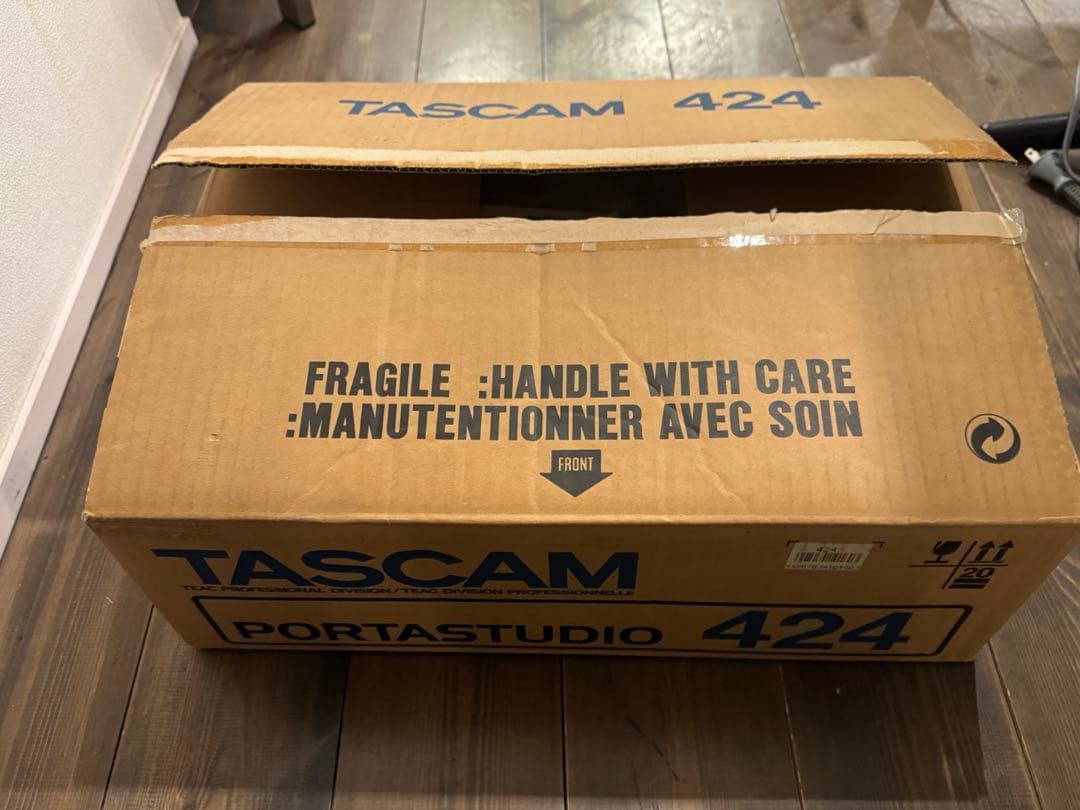 TASCAM 424
FRAGILE :HANDLE WITH CARE
:MANUTENTIONNER AVEC SOIN
FRONT
TASCAM
TEAC PROFESSIONAL DIVISION/TEAC DIVISION PROFESSIONNELLE
424
20
PORTASTUDIO 424